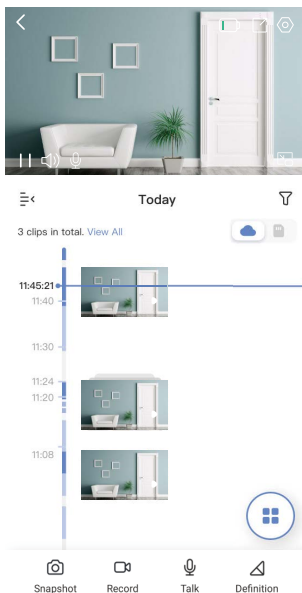 Today
3 clips in total. View All
11:45:21
11:40
11:30
11:24
11:20
11:08
Snapshot Record Talk Definition